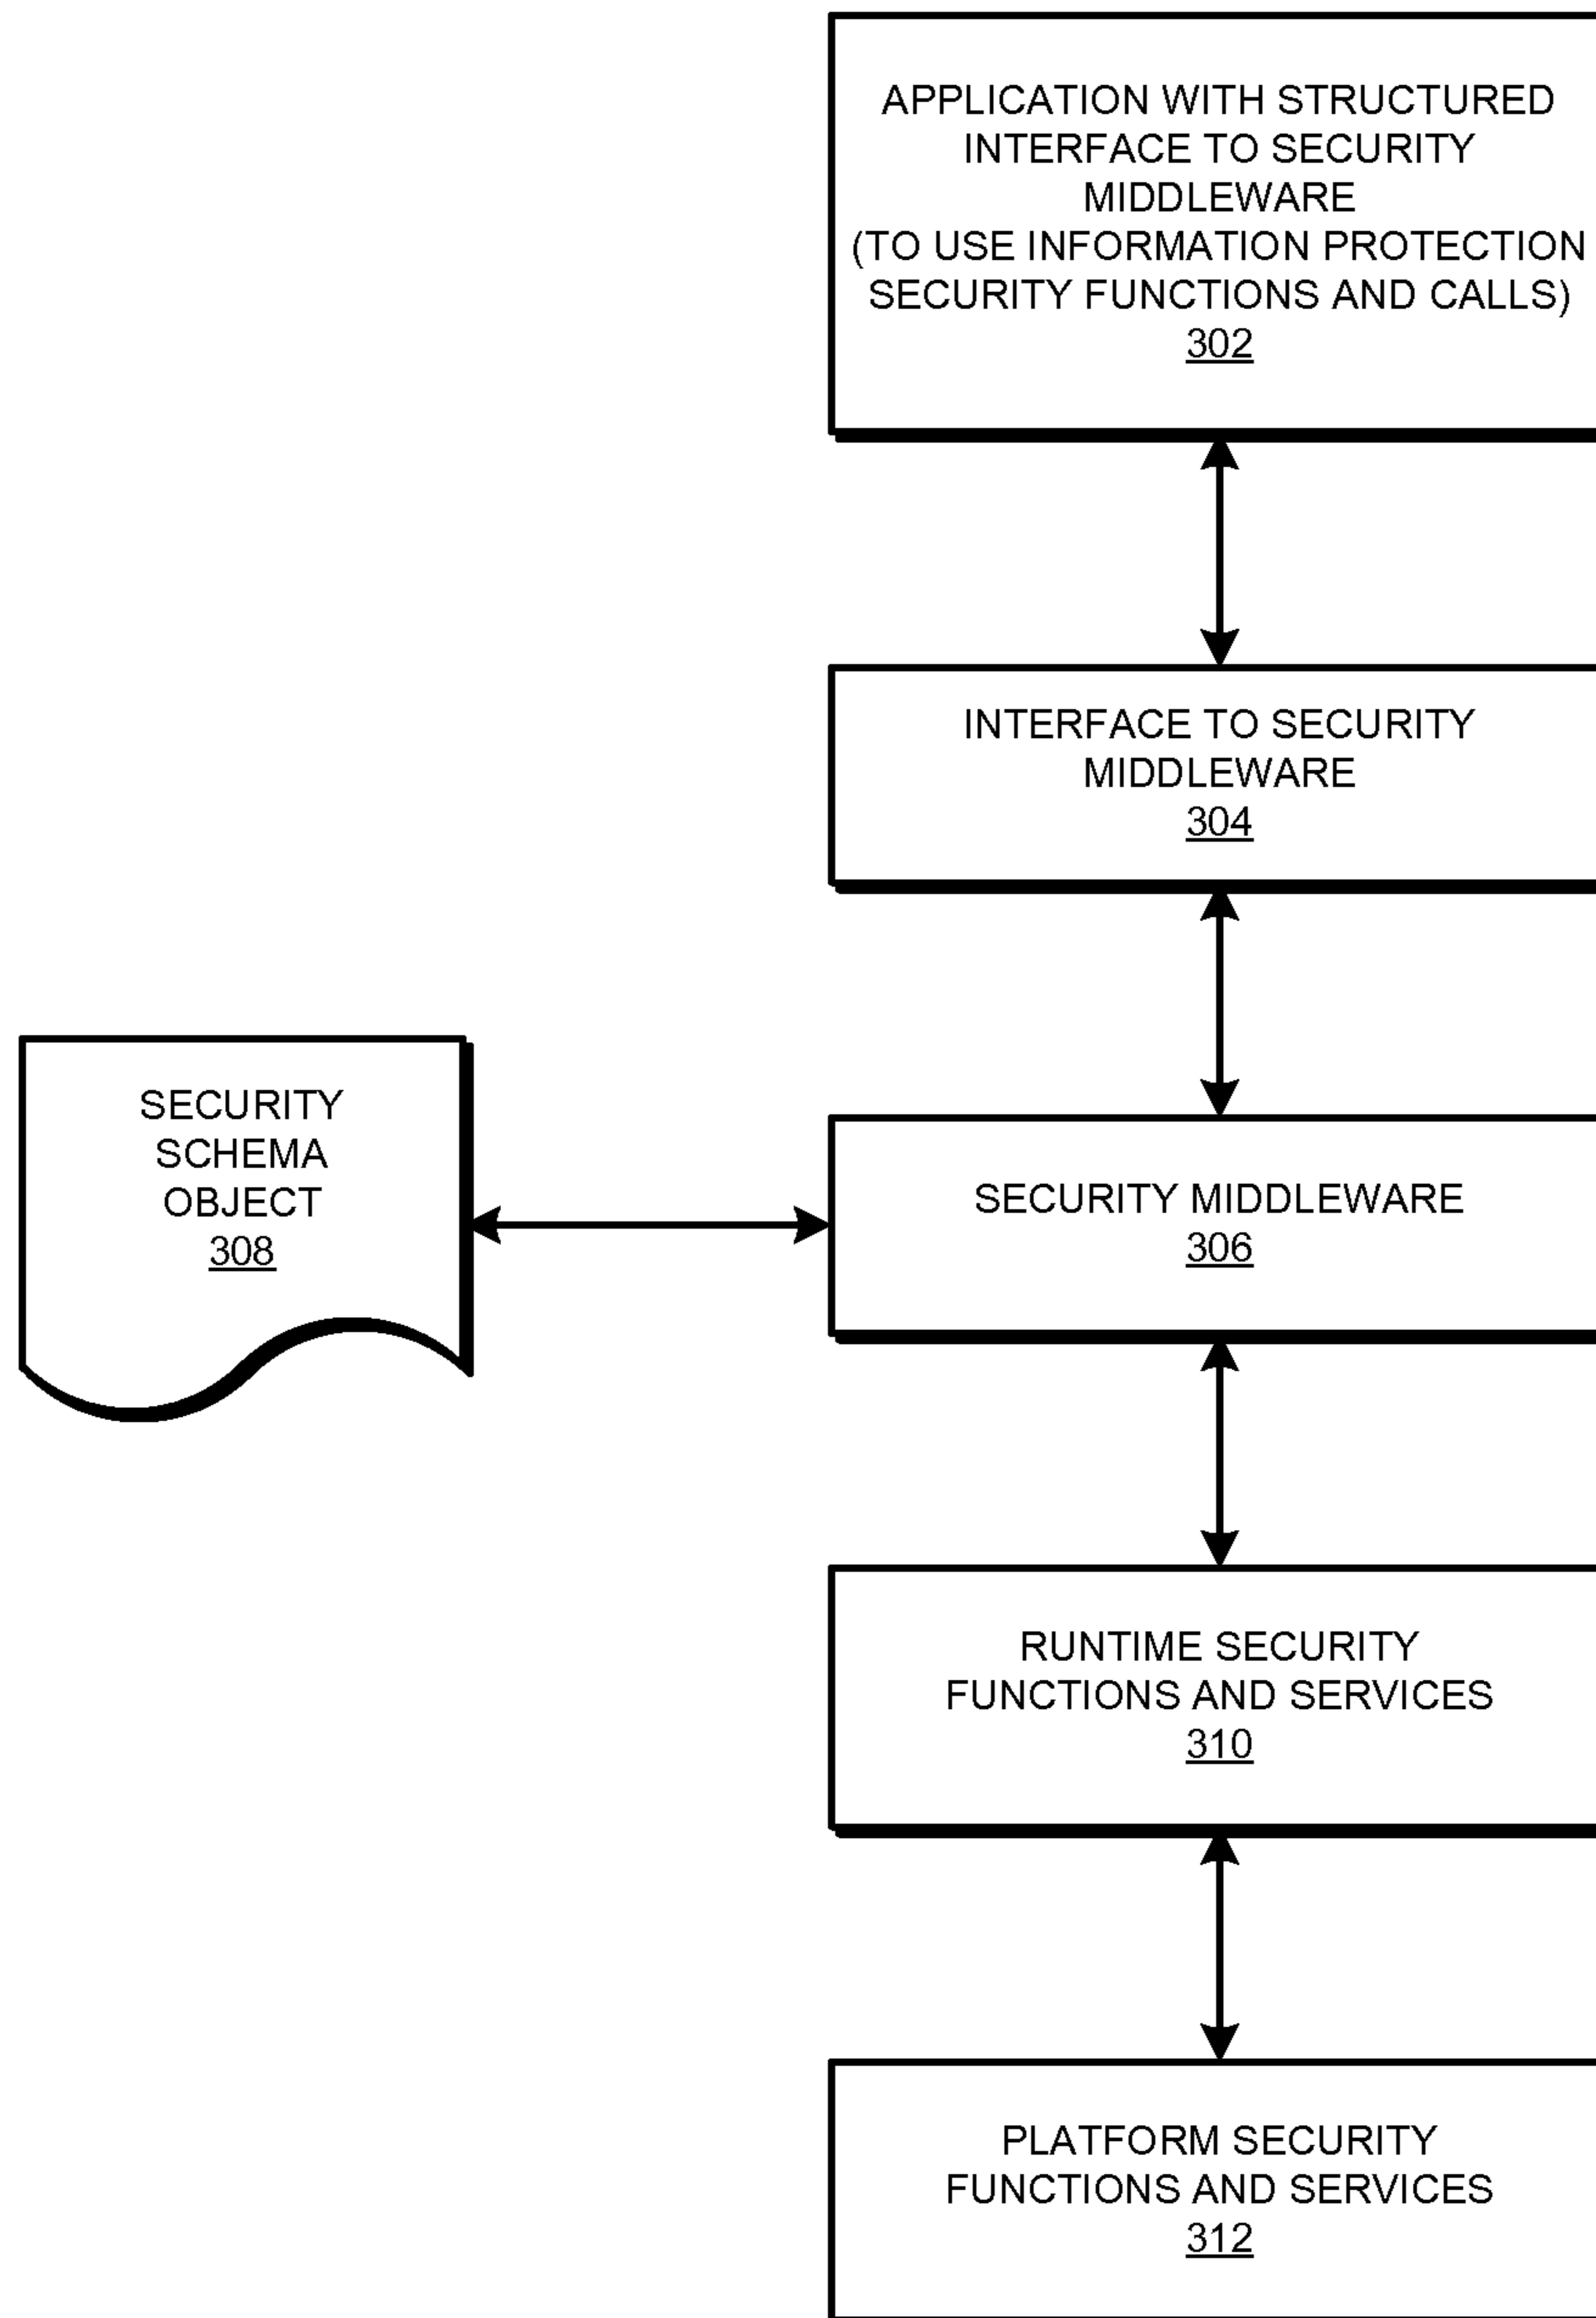 APPLICATION WITH STRUCTURED
INTERFACE TO SECURITY
MIDDLEWARE
(TO USE INFORMATION PROTECTION
SECURITY FUNCTIONS AND CALLS)
302
INTERFACE TO SECURITY
MIDDLEWARE
304
SECURITY
SCHEMA
OBJECT
308
SECURITY MIDDLEWARE
306
RUNTIME SECURITY
FUNCTIONS AND SERVICES
310
PLATFORM SECURITY
FUNCTIONS AND SERVICES
312